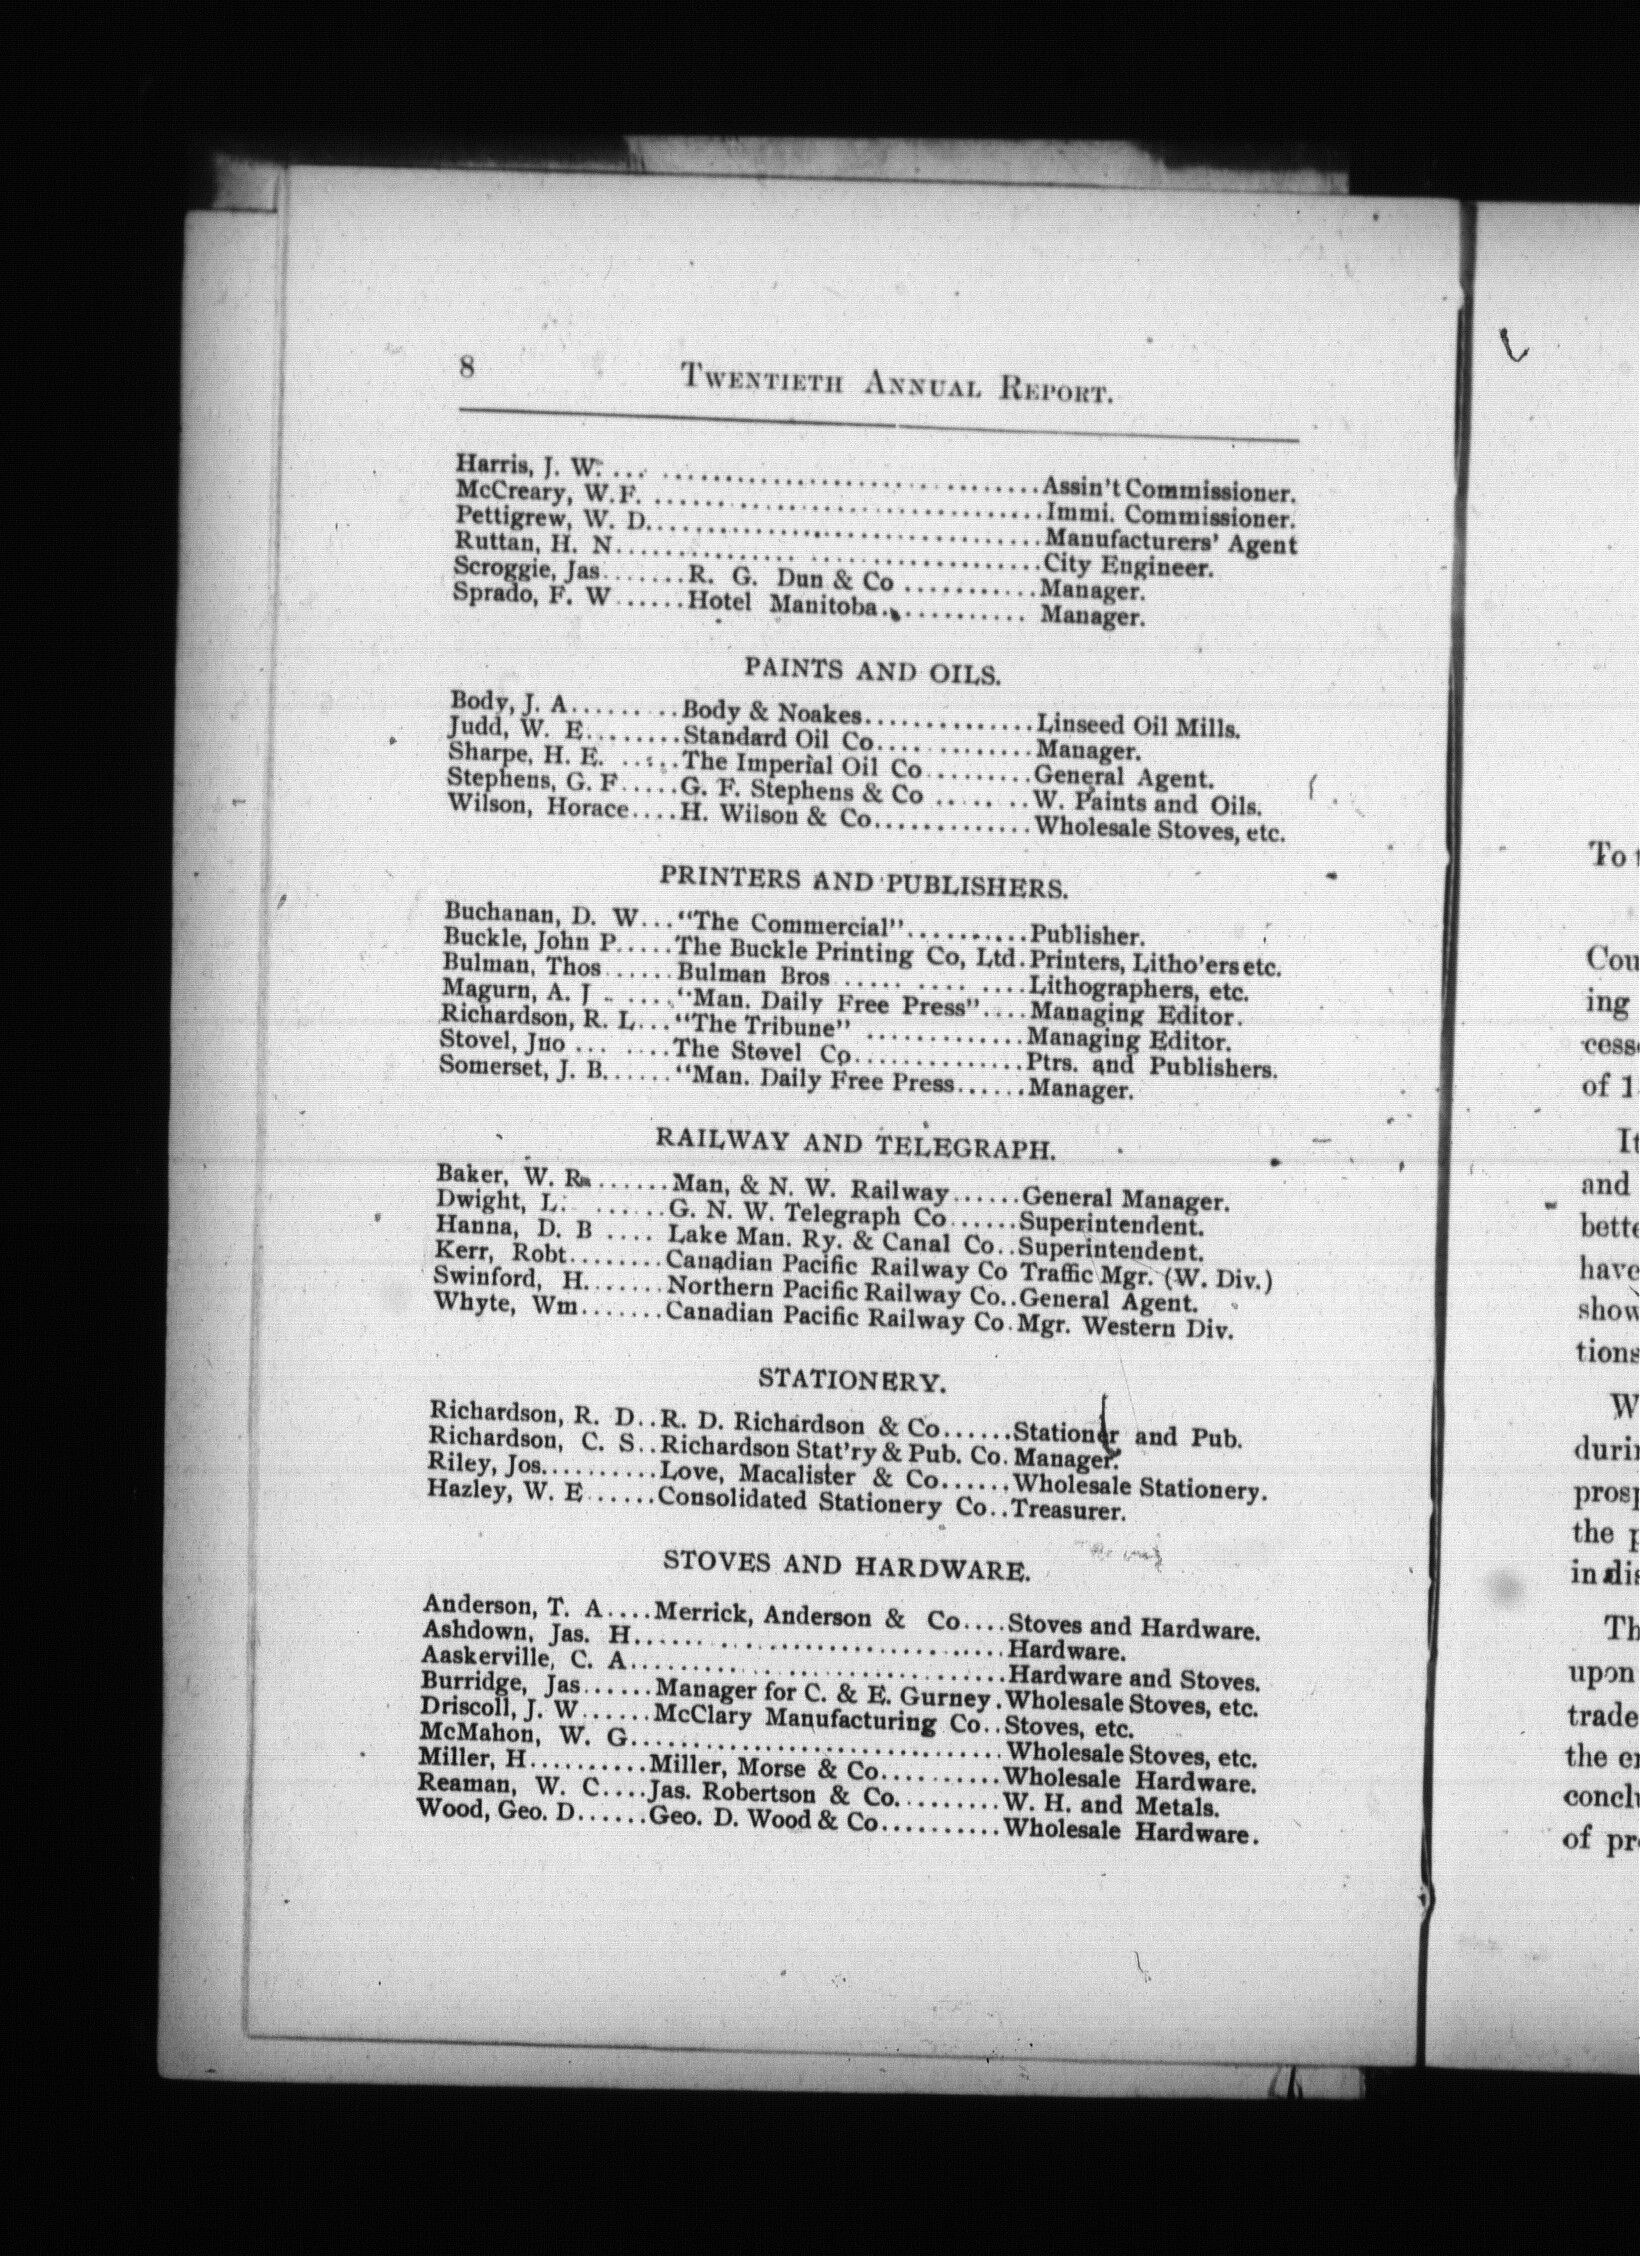 8 TWENTIETH ANNUAL REPORT.
Harris, J. W. ... ............................... Assin't Commissioner.
McCreary, W. F. ................................ Immi. Commissioner.
Pettigrew, W. D. ................................ Manufacturers' Agent
Ruttan, H. N. ................................ City Engineer.
Scroggie, Jas ....... R. G. Dun & Co ........... Manager.
Sprado, F. W ...... Hotel Manitoba ............ Manager.
PAINTS AND OILS.
Body, J. A ......... Body & Noakes .............. Linseed Oil Mills.
Judd, W. E ........ Standard Oil Co ............. Manager.
Sharpe, H. E. ..... The Imperial Oil Co ......... General Agent.
Stephens, G. F ..... G. F. Stephens & Co ..... .. W. Paints and Oils.
Wilson, Horace .... H. Wilson & Co ............. Wholesale Stoves, etc.
PRINTERS AND PUBLISHERS.
Buchanan, D. W ... "The Commercial" .......... Publisher.
Buckle, John P ..... The Buckle Printing Co, Ltd. Printers, Litho'ers etc.
Bulman, Thos ...... Bulman Bros ..... .... .... Lithographers, etc.
Magurn, A. J .. .... "Man. Daily Free Press" .... Managing Editor.
Richardson, R. L ... "The Tribune" ............. Managing Editor.
Stovel, Jno ... .... The Stovel Co .............. Ptrs. and Publishers.
Somerset, J. B. ..... "Man. Daily Free Press ...... Manager.
RAILWAY AND TELEGRAPH.
Baker, W. R. ...... Man, & N. W. Railway ...... General Manager.
Dwight, L. ...... G. N. W. Telegraph Co ...... Superintendent.
Hanna, D. B .... Lake Man. Ry. & Canal Co .. Superintendent.
Kerr, Robt ........ Canadian Pacific Railway Co Traffic Mgr. (W. Div.)
Swinford, H. ...... Northern Pacific Railway Co. . General Agent.
Whyte, Wm ....... Canadian Pacific Railway Co . Mgr. Western Div.
STATIONERY.
Richardson, R. D .. R. D. Richardson & Co ...... Stationer and Pub.
Richardson, C. S .. Richardson Stat'ry & Pub. Co. Manager.
Riley, Jos. ......... Love, Macalister & Co ...... Wholesale Stationery.
Hazley, W. E ...... Consolidated Stationery Co .. Treasurer.
STOVES AND HARDWARE.
Anderson, T. A .... Merrick, Anderson & Co .... Stoves and Hardware.
Ashdown, Jas. H ............................. Hardware.
Aaskerville, C. A ............................. Hardware and Stoves.
Burridge, Jas ...... Manager for C. & E. Gurney . Wholesale Stoves, etc.
Driscoll, J. W ...... McClary Manufacturing Co .. Stoves, etc.
McMahon, W. G ............................. Wholesale Stoves, etc.
Miller, H .......... Miller, Morse & Co .......... Wholesale Hardware.
Reaman, W. C .... Jas. Robertson & Co. ........ W. H. and Metals.
Wood, Geo. D ...... Geo. D. Wood & Co .......... Wholesale Hardware.
To
ing
of
It
and
have
W
the
Th
upon
trade
the
of